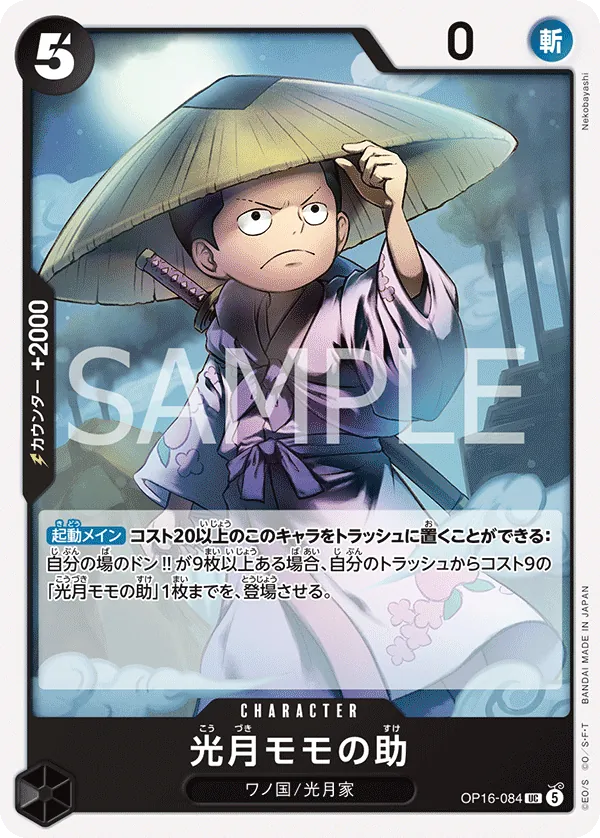 5
0
斬
Nekobayashi
カウンター +2000
SAMPLE
起動メイン コスト20以上のこのキャラをトラッシュに置くことができる:
自分の場のドン!!が9枚以上ある場合、自分のトラッシュからコスト9の
「光月モモの助」1枚までを、登場させる。
CHARACTER
光月モモの助
ワノ国/光月家
OP16-084 UC 5
©E.O/S ©O/S・F・T BANDAI MADE IN JAPAN